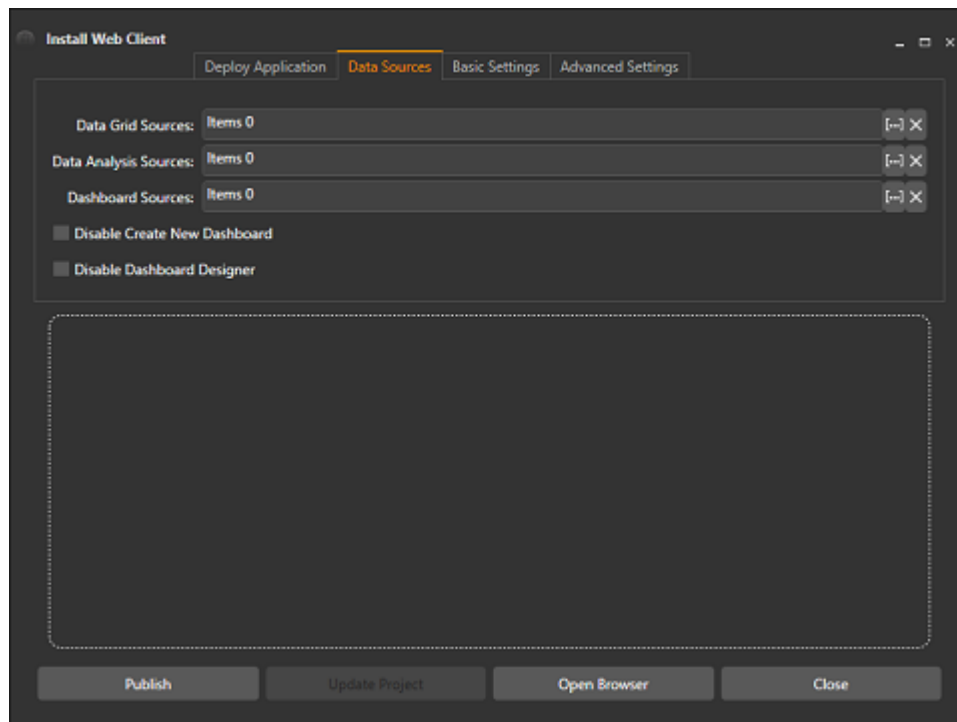 Install Web Client
Deploy Application Data Sources Basic Settings Advanced Settings
Data Grid Sources: Items 0 [...]
Data Analysis Sources: Items 0 [...]
Dashboard Sources: Items 0 [...]
Disable Create New Dashboard
Disable Dashboard Designer
Publish Update Project Open Browser Close